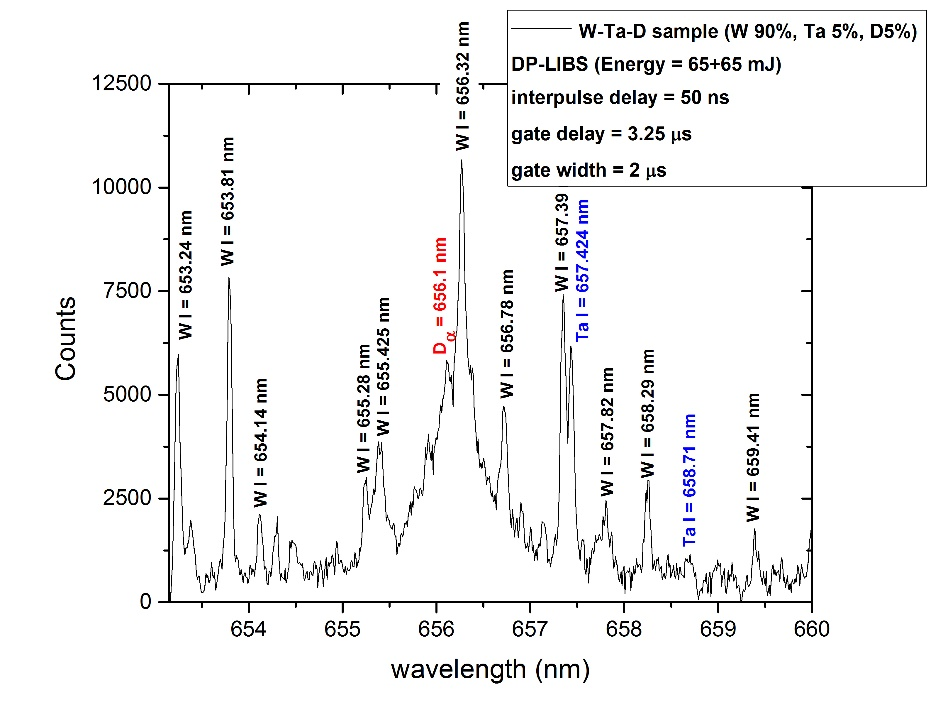 W-Ta-D sample (W 90%, Ta 5%, D5%)
DP-LIBS (Energy = 65+65 mJ)
interpulse delay = 50 ns
gate delay = 3.25 μs
gate width = 2 μs
W I = 653.24 nm
W I = 653.81 nm
W I = 654.14 nm
W I = 655.28 nm
W I = 655.425 nm
Dα = 656.1 nm
W I = 656.32 nm
W I = 656.78 nm
W I = 657.39
Ta I = 657.424 nm
W I = 657.82 nm
W I = 658.29 nm
Ta I = 658.71 nm
W I = 659.41 nm
Counts
12500
10000
7500
5000
2500
0
654 655 656 657 658 659 660
wavelength (nm)